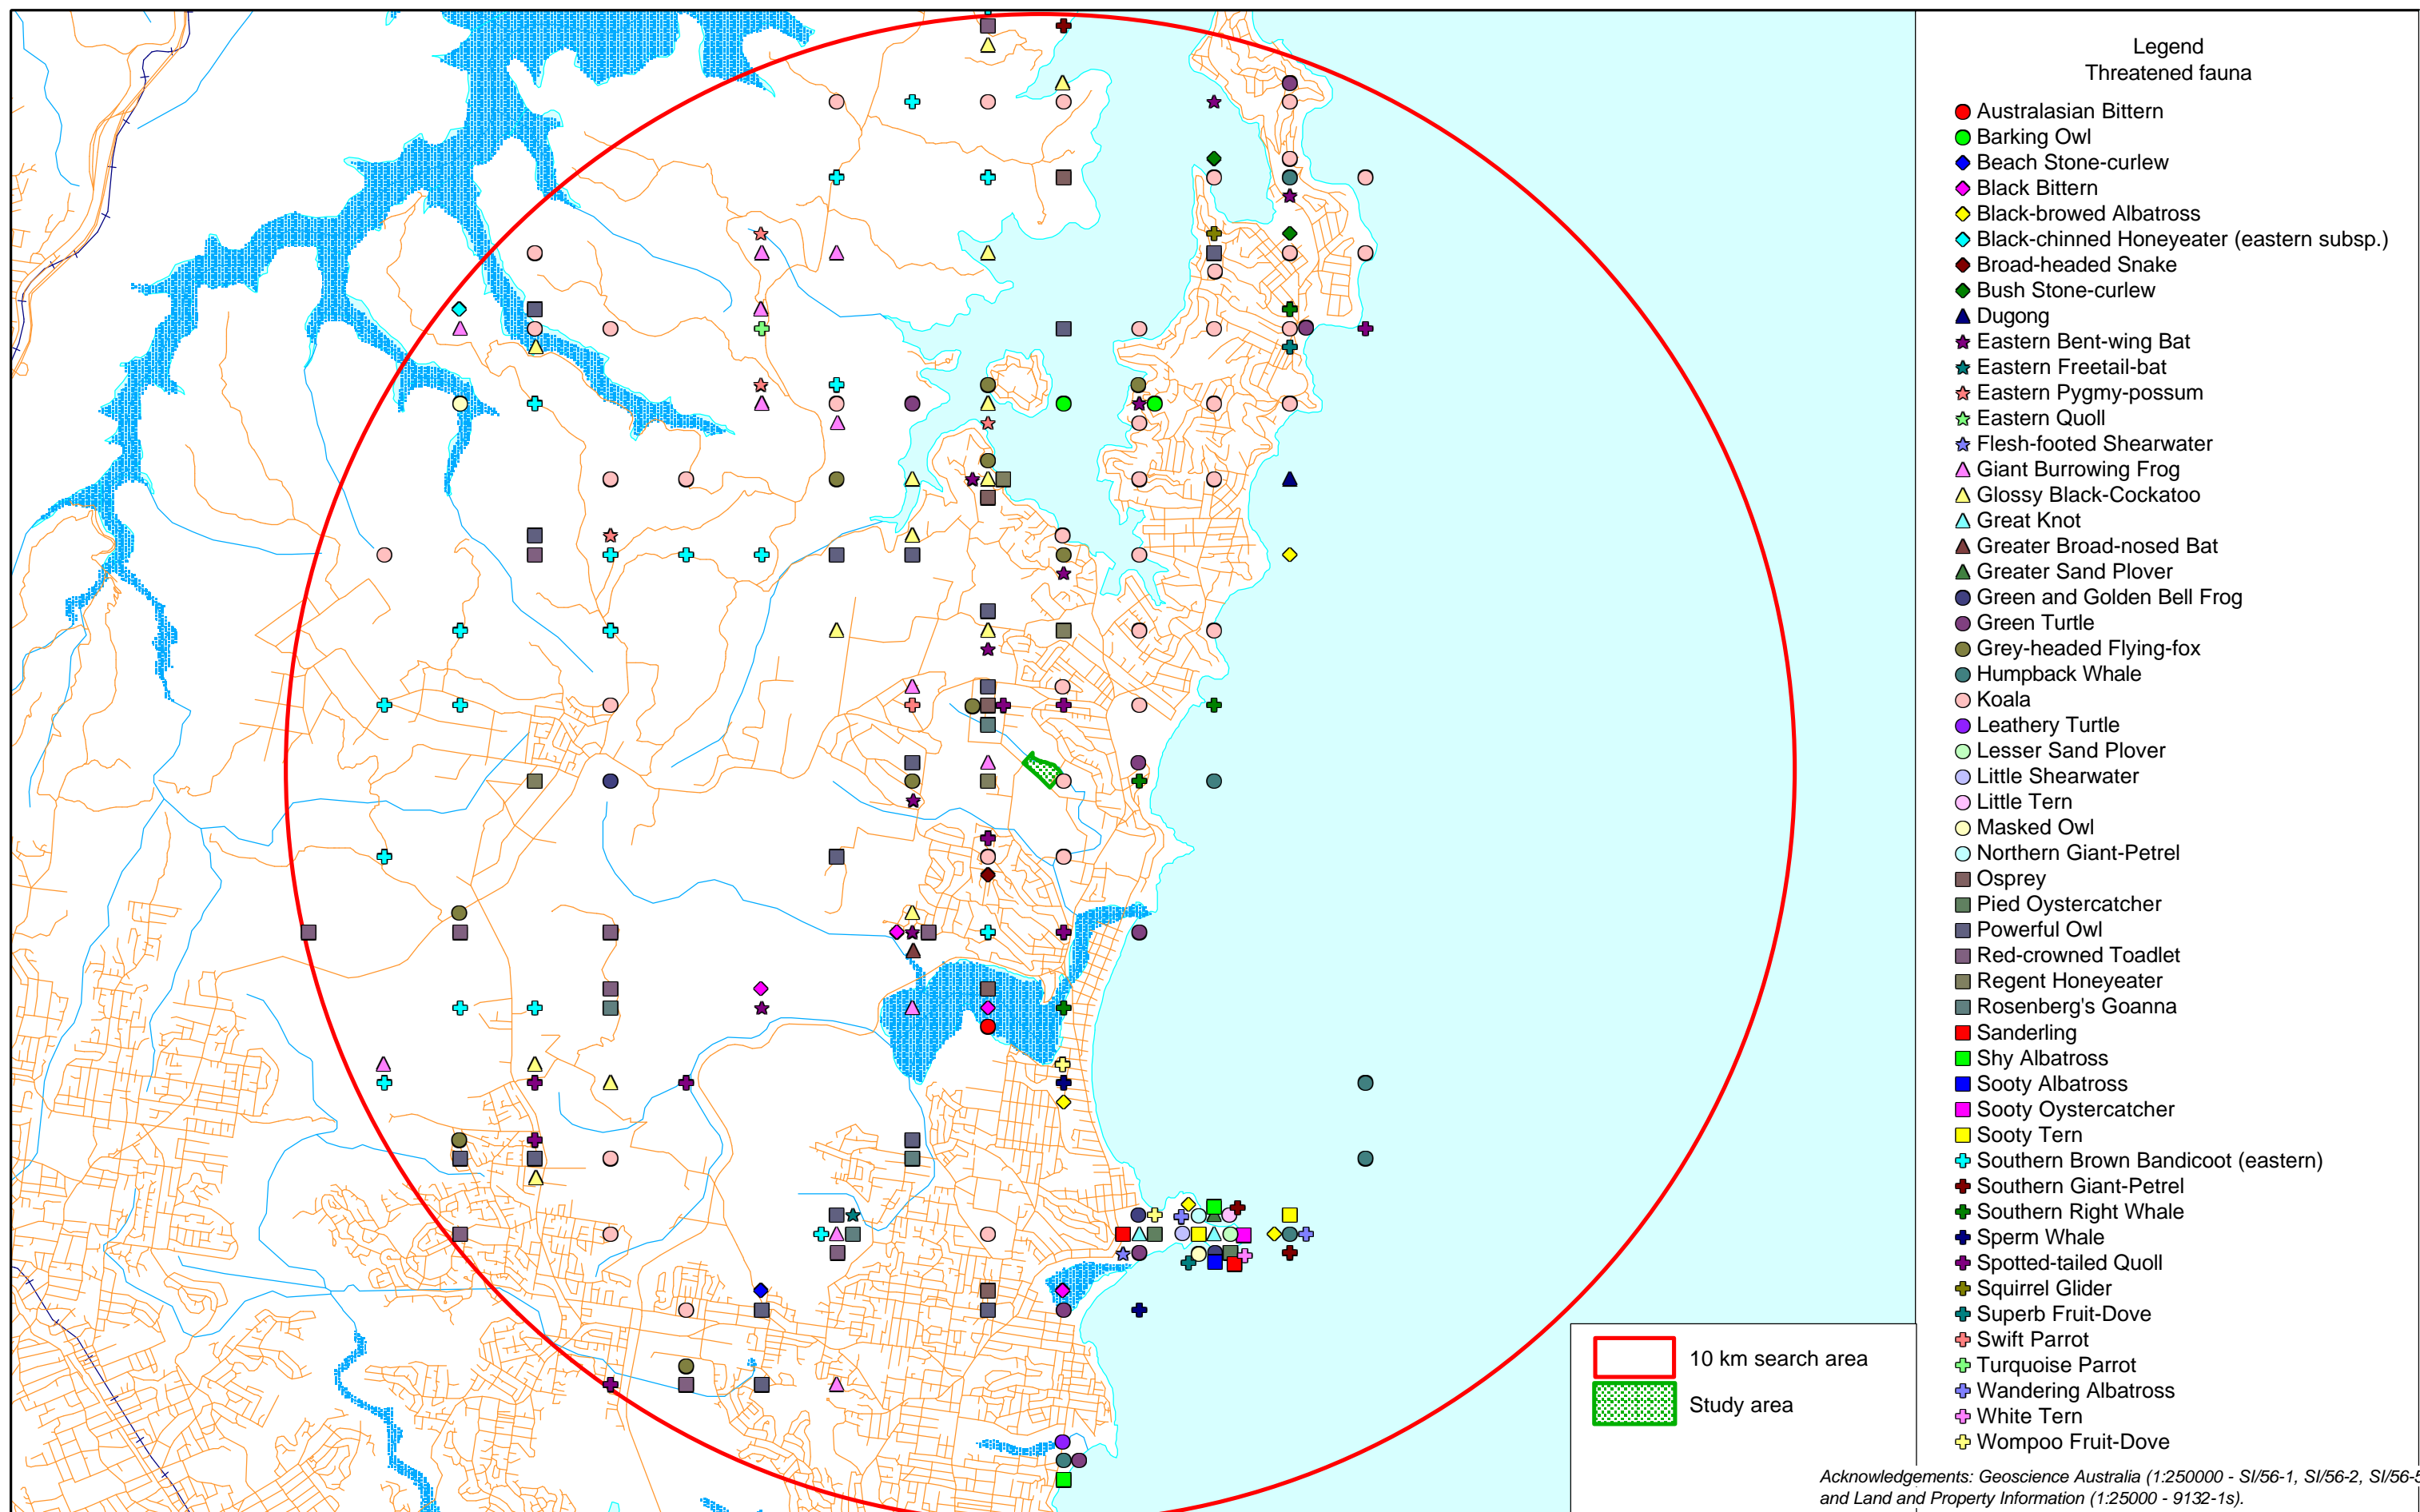 Legend
Threatened fauna
Australasian Bittern
Barking Owl
Beach Stone-curlew
Black Bittern
Black-browed Albatross
Black-chinned Honeyeater (eastern subsp.)
Broad-headed Snake
Bush Stone-curlew
Dugong
Eastern Bent-wing Bat
Eastern Freetail-bat
Eastern Pygmy-possum
Eastern Quoll
Flesh-footed Shearwater
Giant Burrowing Frog
Glossy Black-Cockatoo
Great Knot
Greater Broad-nosed Bat
Greater Sand Plover
Green and Golden Bell Frog
Green Turtle
Grey-headed Flying-fox
Humpback Whale
Koala
Leathery Turtle
Lesser Sand Plover
Little Shearwater
Little Tern
Masked Owl
Northern Giant-Petrel
Osprey
Pied Oystercatcher
Powerful Owl
Red-crowned Toadlet
Regent Honeyeater
Rosenberg's Goanna
Sanderling
Shy Albatross
Sooty Albatross
Sooty Oystercatcher
Sooty Tern
Southern Brown Bandicoot (eastern)
Southern Giant-Petrel
Southern Right Whale
Sperm Whale
Spotted-tailed Quoll
Squirrel Glider
Superb Fruit-Dove
Swift Parrot
Turquoise Parrot
Wandering Albatross
White Tern
Wompoo Fruit-Dove
10 km search area
Study area
Acknowledgements: Geoscience Australia (1:250000 - SI/56-1, SI/56-2, SI/56-5
and Land and Property Information (1:25000 - 9132-1s).